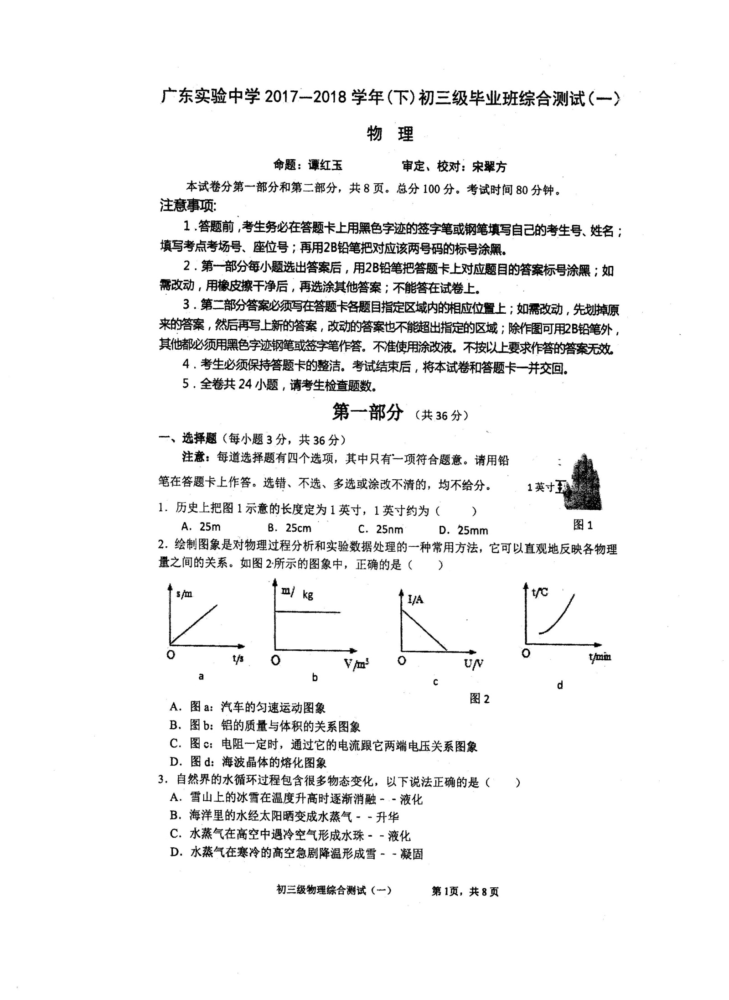 广东实验中学2017—2018学年(下)初三级毕业班综合测试(一)
物 理
命题：谭红玉 审定、校对：宋翠方
本试卷分第一部分和第二部分，共8页。总分100分。考试时间80分钟。
注意事项:
1.答题前,考生务必在答题卡上用黑色字迹的签字笔或钢笔填写自己的考生号、姓名;
填写考点考场号、座位号;再用2B铅笔把对应该两号码的标号涂黑。
2.第一部分每小题选出答案后,用2B铅笔把答题卡上对应题目的答案标号涂黑;如
需改动,用橡皮擦干净后,再选涂其他答案;不能答在试卷上。
3.第二部分答案必须写在答题卡各题目指定区域内的相应位置上;如需改动,先划掉原
来的答案,然后再写上新的答案,改动的答案也不能超出指定的区域;除作图可用2B铅笔外,
其他都必须用黑色字迹钢笔或签字笔作答。不准使用涂改液。不按以上要求作答的答案无效。
4.考生必须保持答题卡的整洁。考试结束后,将本试卷和答题卡一并交回。
5.全卷共24小题,请考生检查题数。
第一部分（共36分）
一、选择题（每小题3分，共36分）
注意：每道选择题有四个选项，其中只有一项符合题意。请用铅
笔在答题卡上作答。选错、不选、多选或涂改不清的，均不给分。
1英寸
图1
1. 历史上把图1示意的长度定为1英寸，1英寸约为（ ）
A. 25m B. 25cm C. 25nm D. 25mm
2. 绘制图象是对物理过程分析和实验数据处理的一种常用方法，它可以直观地反映各物理
量之间的关系。如图2所示的图象中，正确的是（ ）
s/m m/ kg I/A t/℃
O t/s O V/m³ O U/V O t/min
a b c d
图2
A. 图a：汽车的匀速运动图象
B. 图b：铝的质量与体积的关系图象
C. 图c：电阻一定时，通过它的电流跟它两端电压关系图象
D. 图d：海波晶体的熔化图象
3. 自然界的水循环过程包含很多物态变化，以下说法正确的是（ ）
A. 雪山上的冰雪在温度升高时逐渐消融- -液化
B. 海洋里的水经太阳晒变成水蒸气- -升华
C. 水蒸气在高空中遇冷空气形成水珠- -液化
D. 水蒸气在寒冷的高空急剧降温形成雪- -凝固
初三级物理综合测试（一） 第1页，共8页